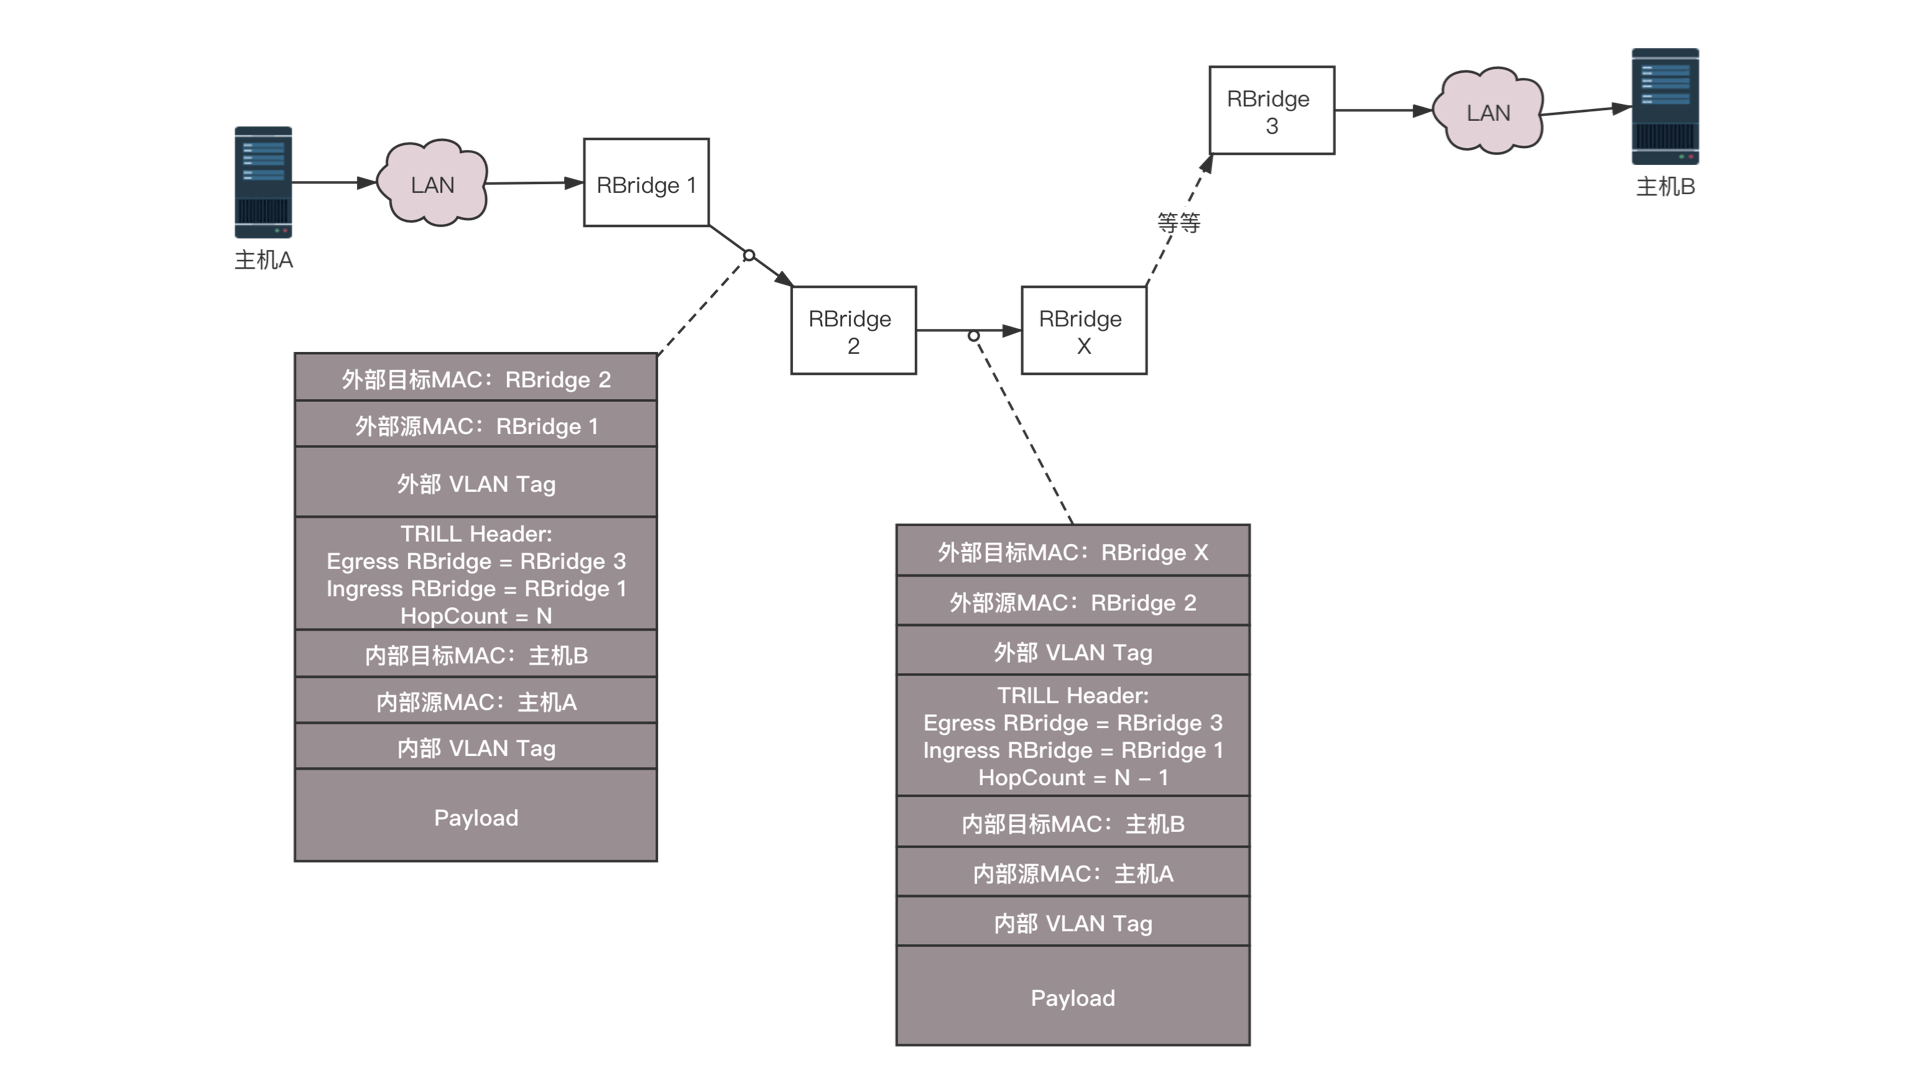 主机A
LAN
RBridge 1
RBridge
2
RBridge
X
等等
RBridge
3
LAN
主机B
外部目标MAC：RBridge 2
外部源MAC：RBridge 1
外部 VLAN Tag
TRILL Header:
Egress RBridge = RBridge 3
Ingress RBridge = RBridge 1
HopCount = N
内部目标MAC：主机B
内部源MAC：主机A
内部 VLAN Tag
Payload
外部目标MAC：RBridge X
外部源MAC：RBridge 2
外部 VLAN Tag
TRILL Header:
Egress RBridge = RBridge 3
Ingress RBridge = RBridge 1
HopCount = N – 1
内部目标MAC：主机B
内部源MAC：主机A
内部 VLAN Tag
Payload